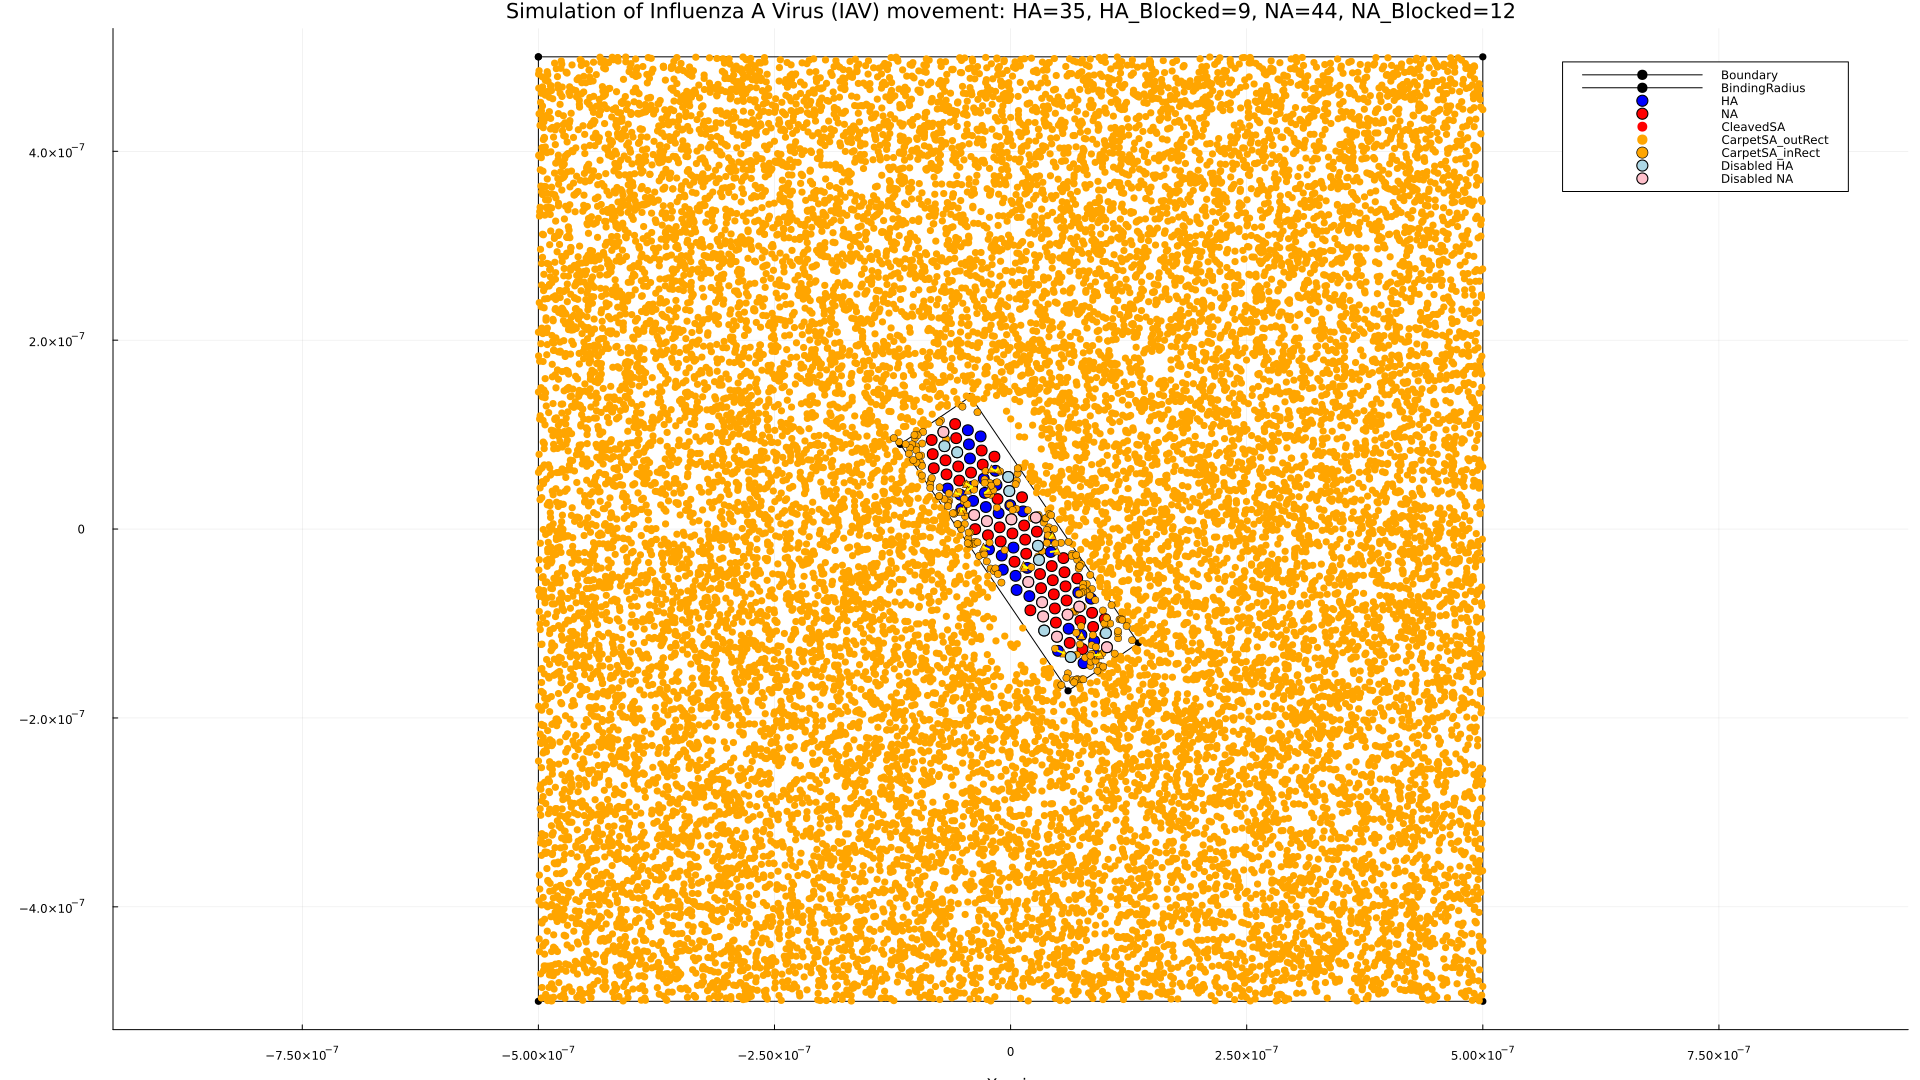 Simulation of Influenza A Virus (IAV) movement: HA=35, HA_Blocked=9, NA=44, NA_Blocked=12
Boundary
BindingRadius
HA
NA
CleavedSA
CarpetSA_outRect
CarpetSA_inRect
Disabled HA
Disabled NA
4.0×10⁻⁷
2.0×10⁻⁷
0
−2.0×10⁻⁷
−4.0×10⁻⁷
−7.50×10⁻⁷ −5.00×10⁻⁷ −2.50×10⁻⁷ 0 2.50×10⁻⁷ 5.00×10⁻⁷ 7.50×10⁻⁷